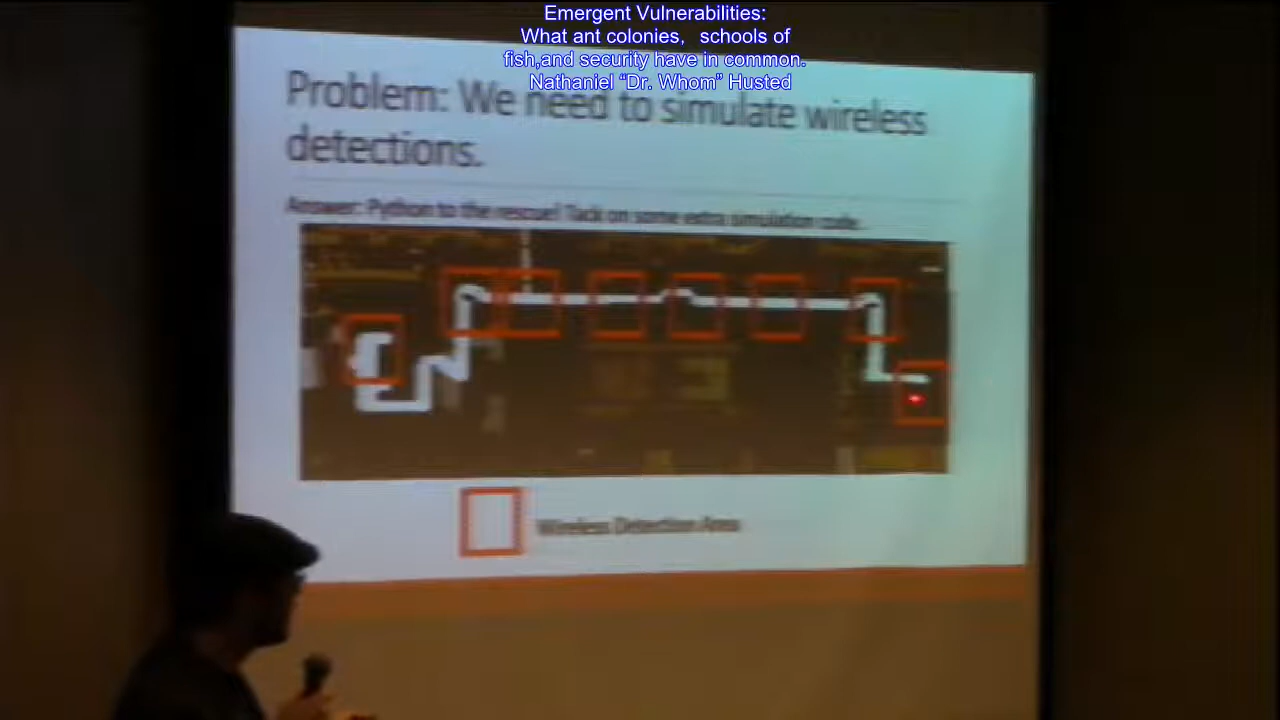 Emergent Vulnerabilities:
What ant colonies, schools of
fish,and security have in common.
Nathaniel “Dr. Whom” Husted
Problem: We need to simulate wireless
detections.
Answer: Python to the rescue! Tack on some extra simulation code.
Wireless Detection Area